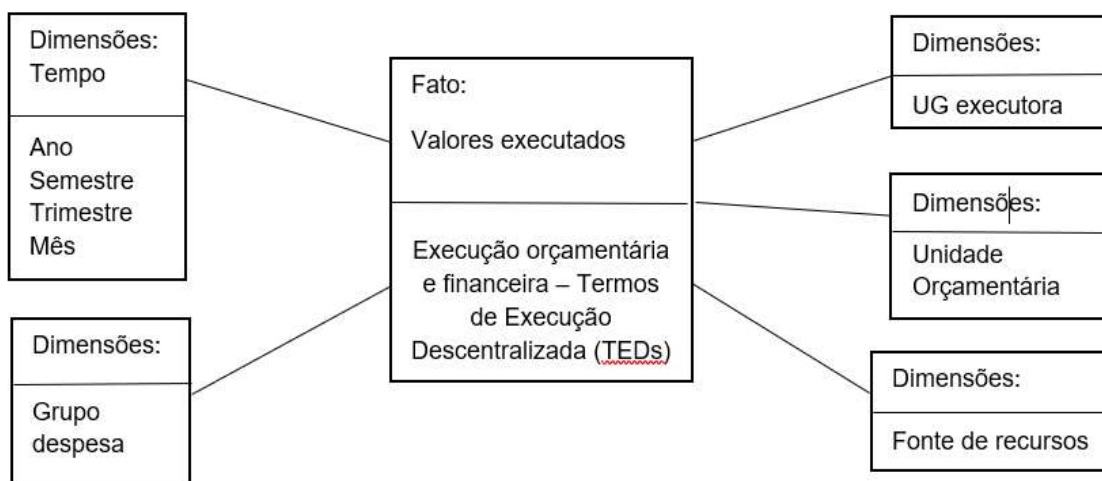 Dimensões:
Tempo
Ano
Semestre
Trimestre
Mês
Dimensões:
Grupo
despesa
Fato:
Valores executados
Execução orçamentária
e financeira – Termos
de Execução
Descentralizada (TEDs)
Dimensões:
UG executora
Dimensões:
Unidade
Orçamentária
Dimensões:
Fonte de recursos